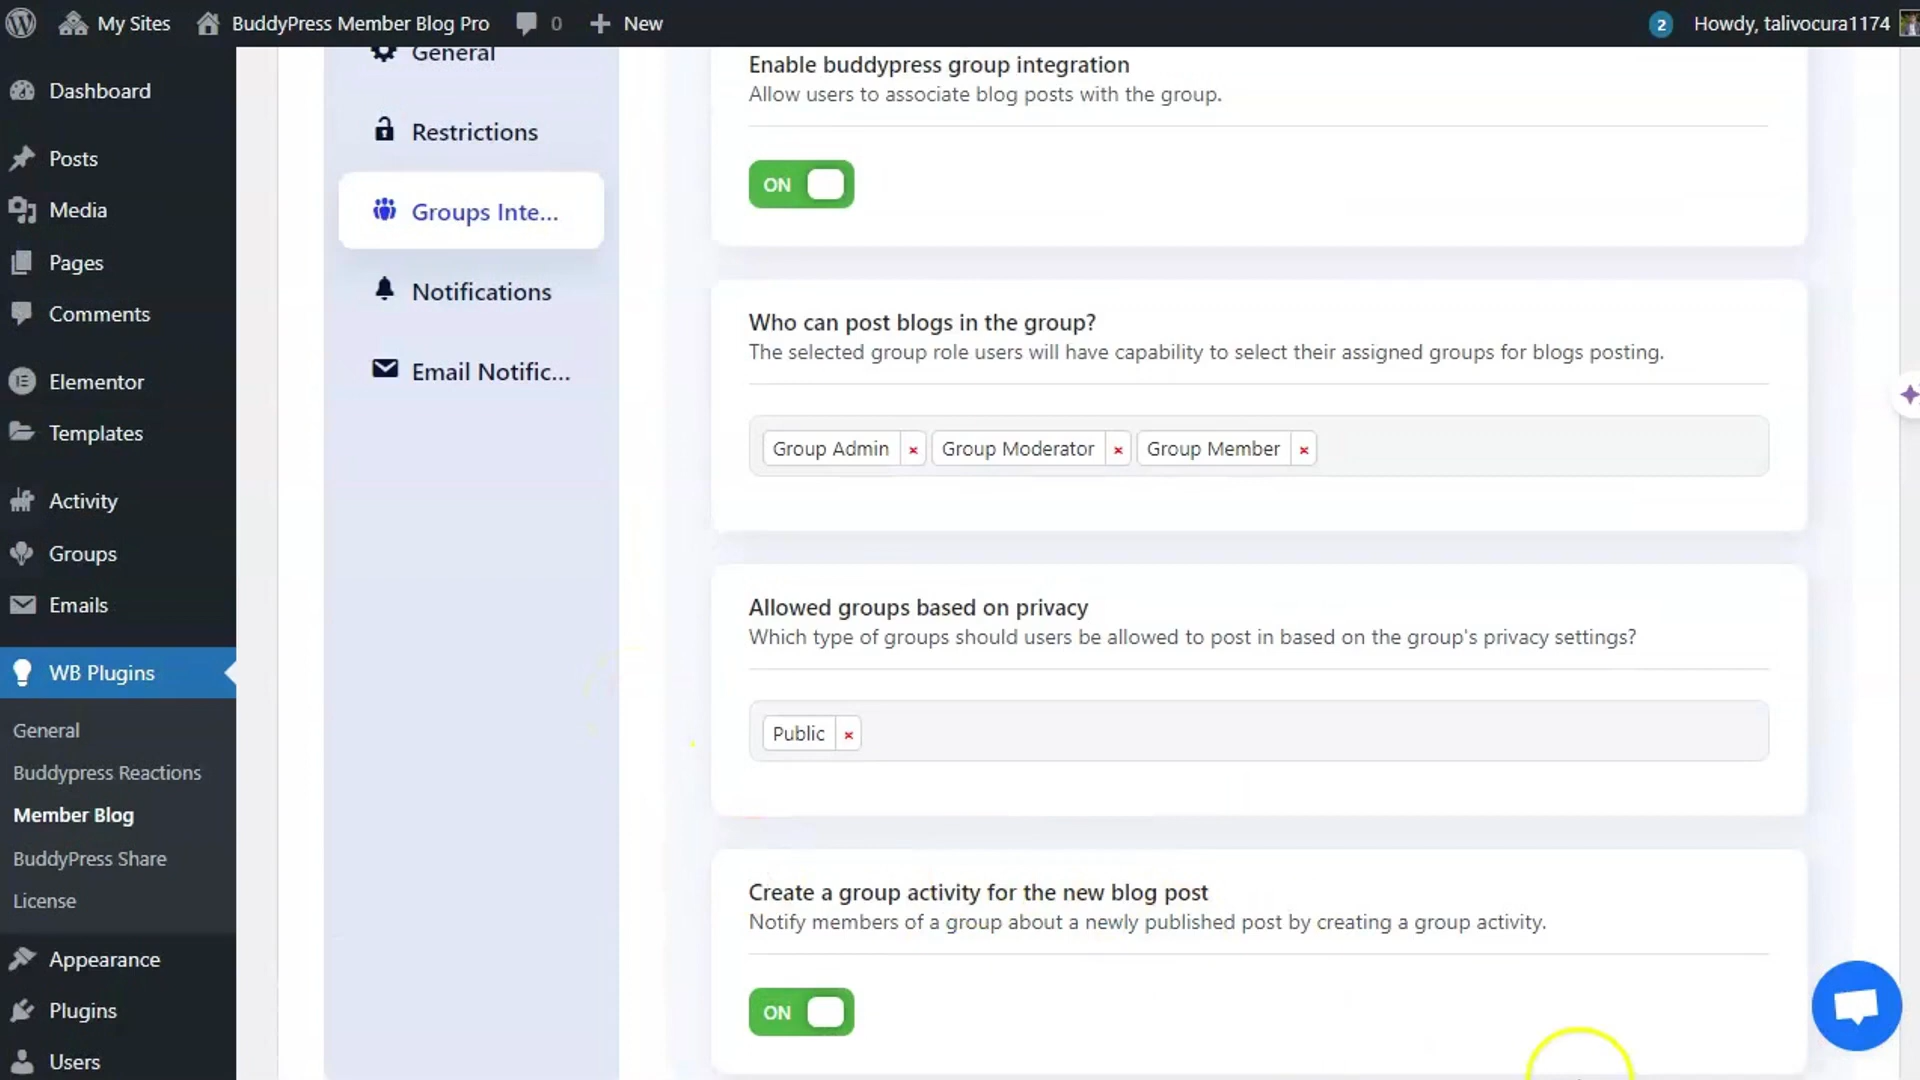 My Sites
BuddyPress Member Blog Pro
0
New
2
Howdy, talivocura1174
Dashboard
Posts
Media
Pages
Comments
Elementor
Templates
Activity
Groups
Emails
WB Plugins
General
Buddypress Reactions
Member Blog
BuddyPress Share
License
Appearance
Plugins
Users
General
Restrictions
Groups Inte...
Notifications
Email Notific...
Enable buddypress group integration
Allow users to associate blog posts with the group.
ON
Who can post blogs in the group?
The selected group role users will have capability to select their assigned groups for blogs posting.
Group Admin × Group Moderator × Group Member ×
Allowed groups based on privacy
Which type of groups should users be allowed to post in based on the group's privacy settings?
Public ×
Create a group activity for the new blog post
Notify members of a group about a newly published post by creating a group activity.
ON